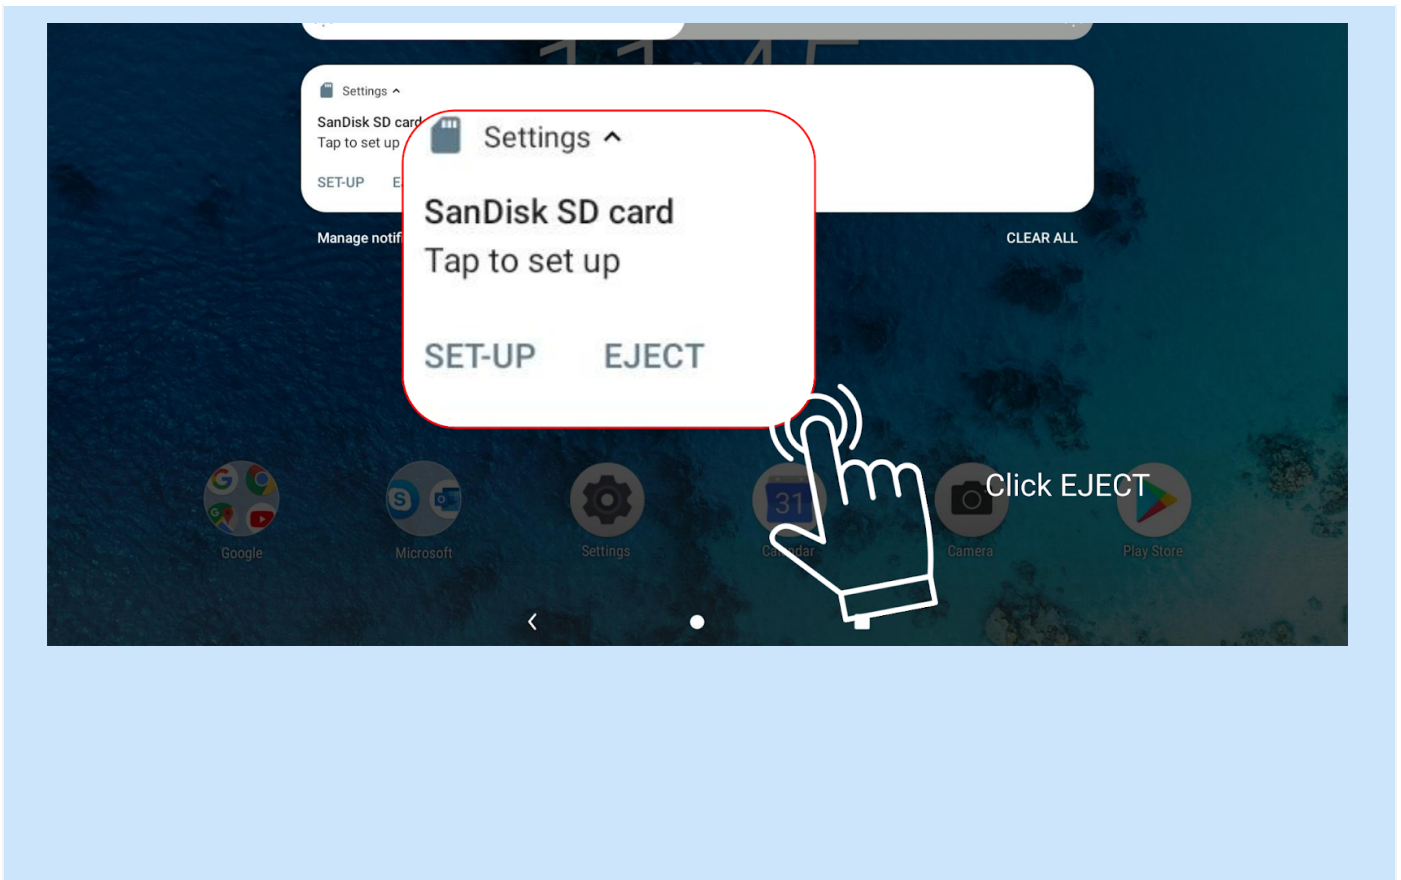 Settings
SanDisk SD card
Tap to set up
SET-UP
Manage notif
CLEAR ALL
Settings
SanDisk SD card
Tap to set up
SET-UP EJECT
Click EJECT
31
Google
Microsoft
Settings
Calendar
Camera
Play Store